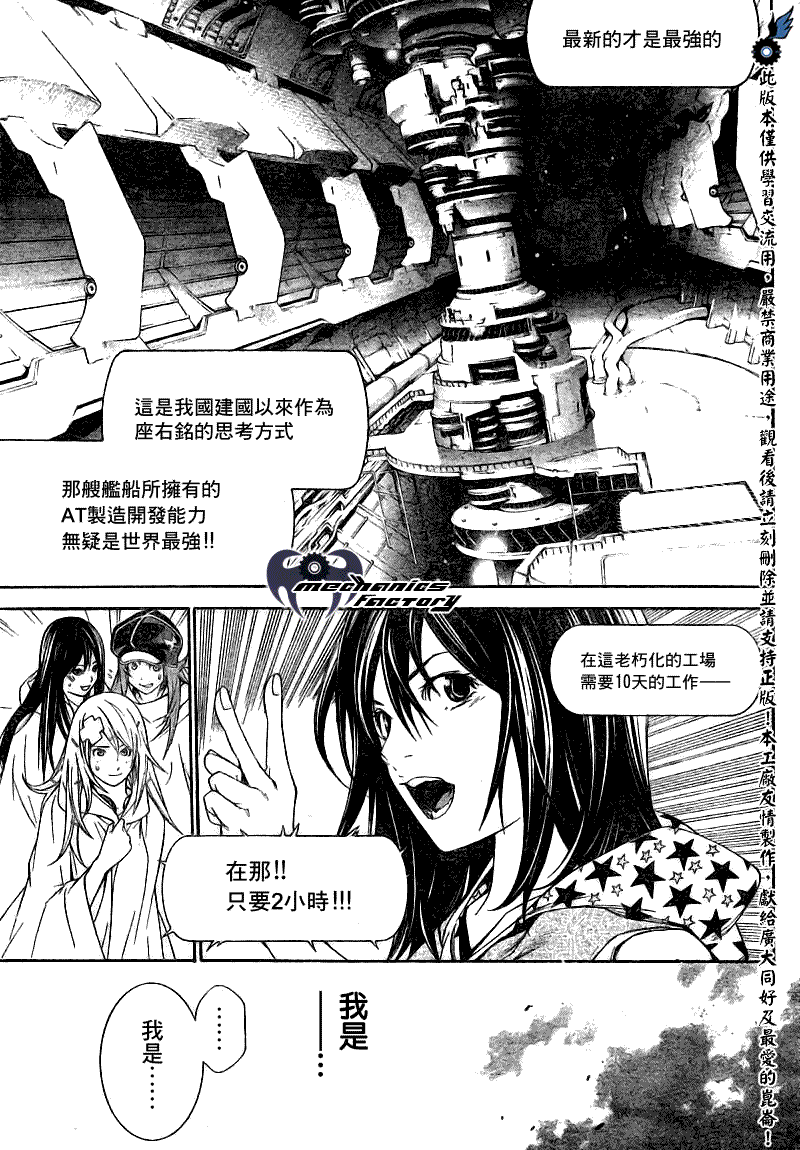 最新的才是最強的
這是我國建國以來作為
座右銘的思考方式
那艘艦船所擁有的
AT製造開發能力
無疑是世界最強!!
Mechanics
Factory
在這老朽化的工場
需要10天的工作——
在那!!
只要2小時!!!
我是
——…
……
我是……
此版本僅供學習交流用，嚴禁商業用途，觀看後請立刻刪除並請支持正版！本工廠友情製作，獻給廣大同好及最愛的崑崙！